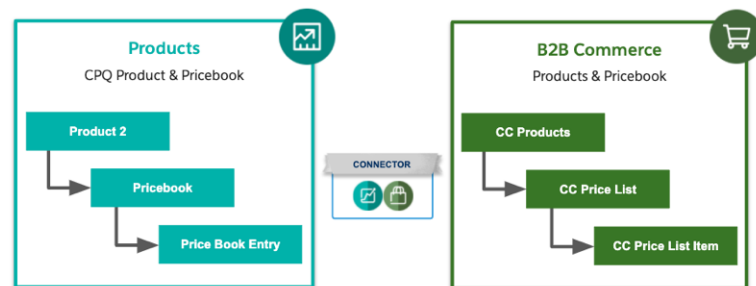 Products
CPQ Product & Pricebook
Product 2
Pricebook
Price Book Entry
CONNECTOR
B2B Commerce
Products & Pricebook
CC Products
CC Price List
CC Price List Item